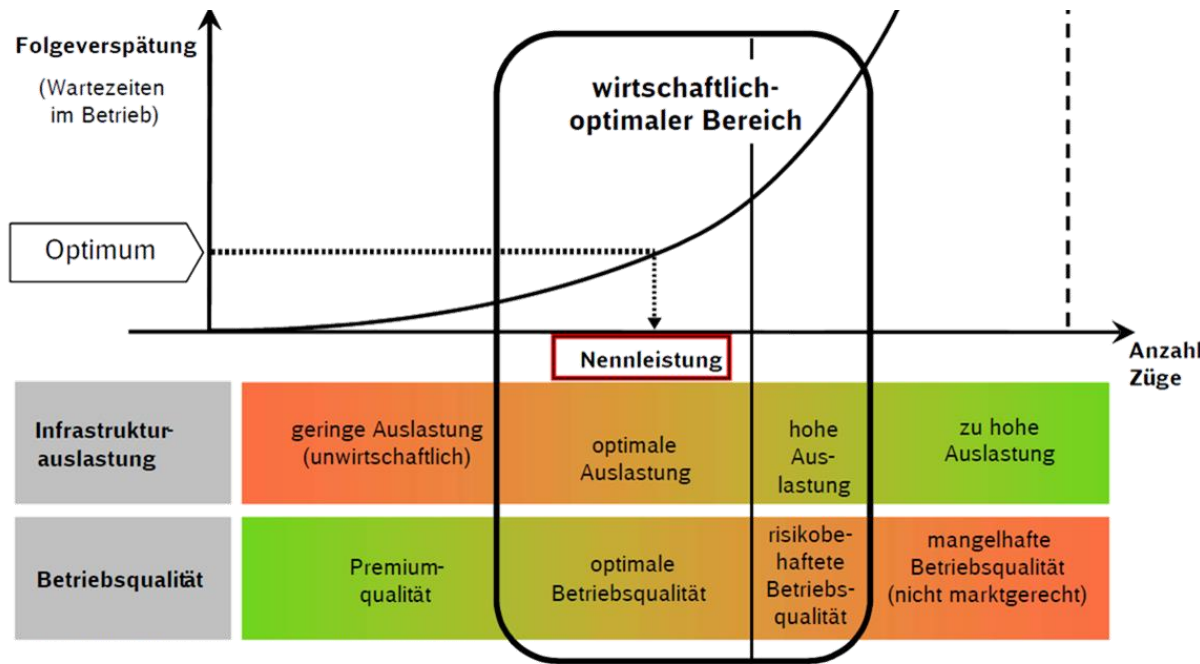 Folgeverspätung
(Wartezeiten
im Betrieb)
wirtschaftlich-
optimaler Bereich
Optimum
Nennleistung
Anzahl
Züge
Infrastruktur-
auslastung
geringe Auslastung
(unwirtschaftlich)
optimale
Auslastung
hohe
Aus-
lastung
zu hohe
Auslastung
Betriebsqualität
Premium-
qualität
optimale
Betriebsqualität
risikobe-
haftete
Betriebs-
qualität
mangelhafte
Betriebsqualität
(nicht marktgerecht)